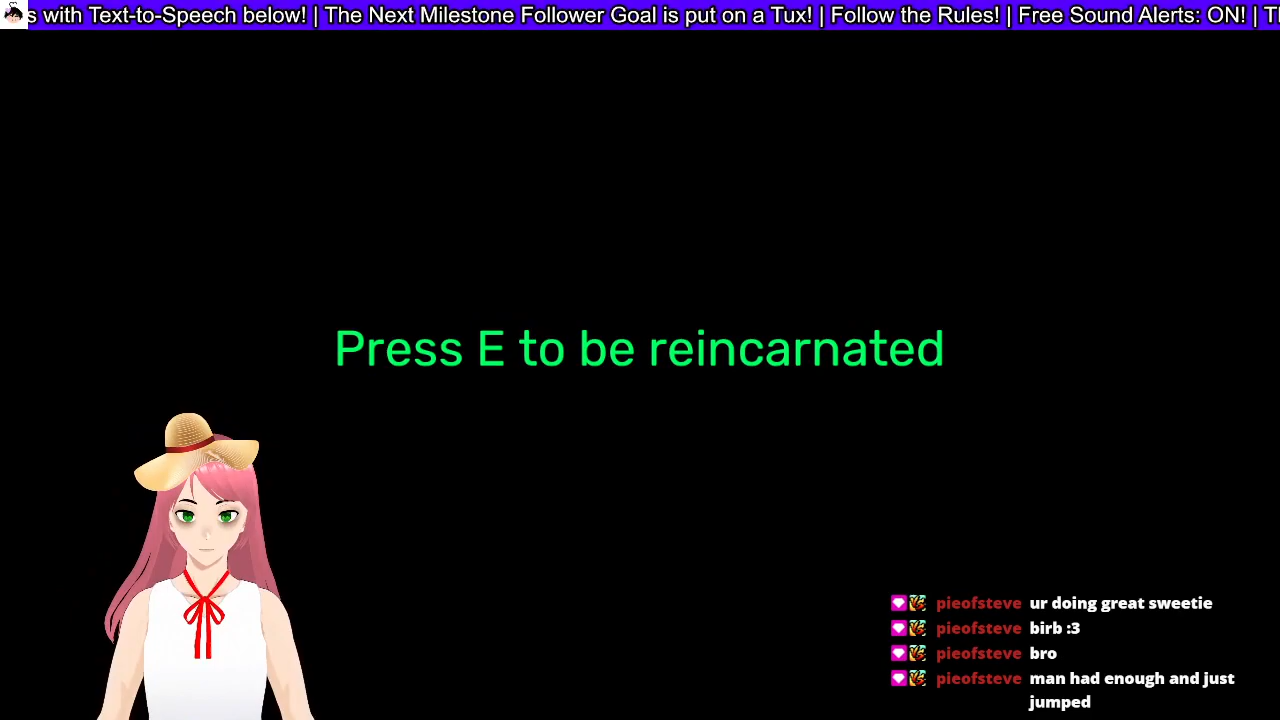 s with Text-to-Speech below! | The Next Milestone Follower Goal is put on a Tux! | Follow the Rules! | Free Sound Alerts: ON! | T
Press E to be reincarnated
pieofsteve ur doing great sweetie
pieofsteve birb :3
pieofsteve bro
pieofsteve man had enough and just
jumped